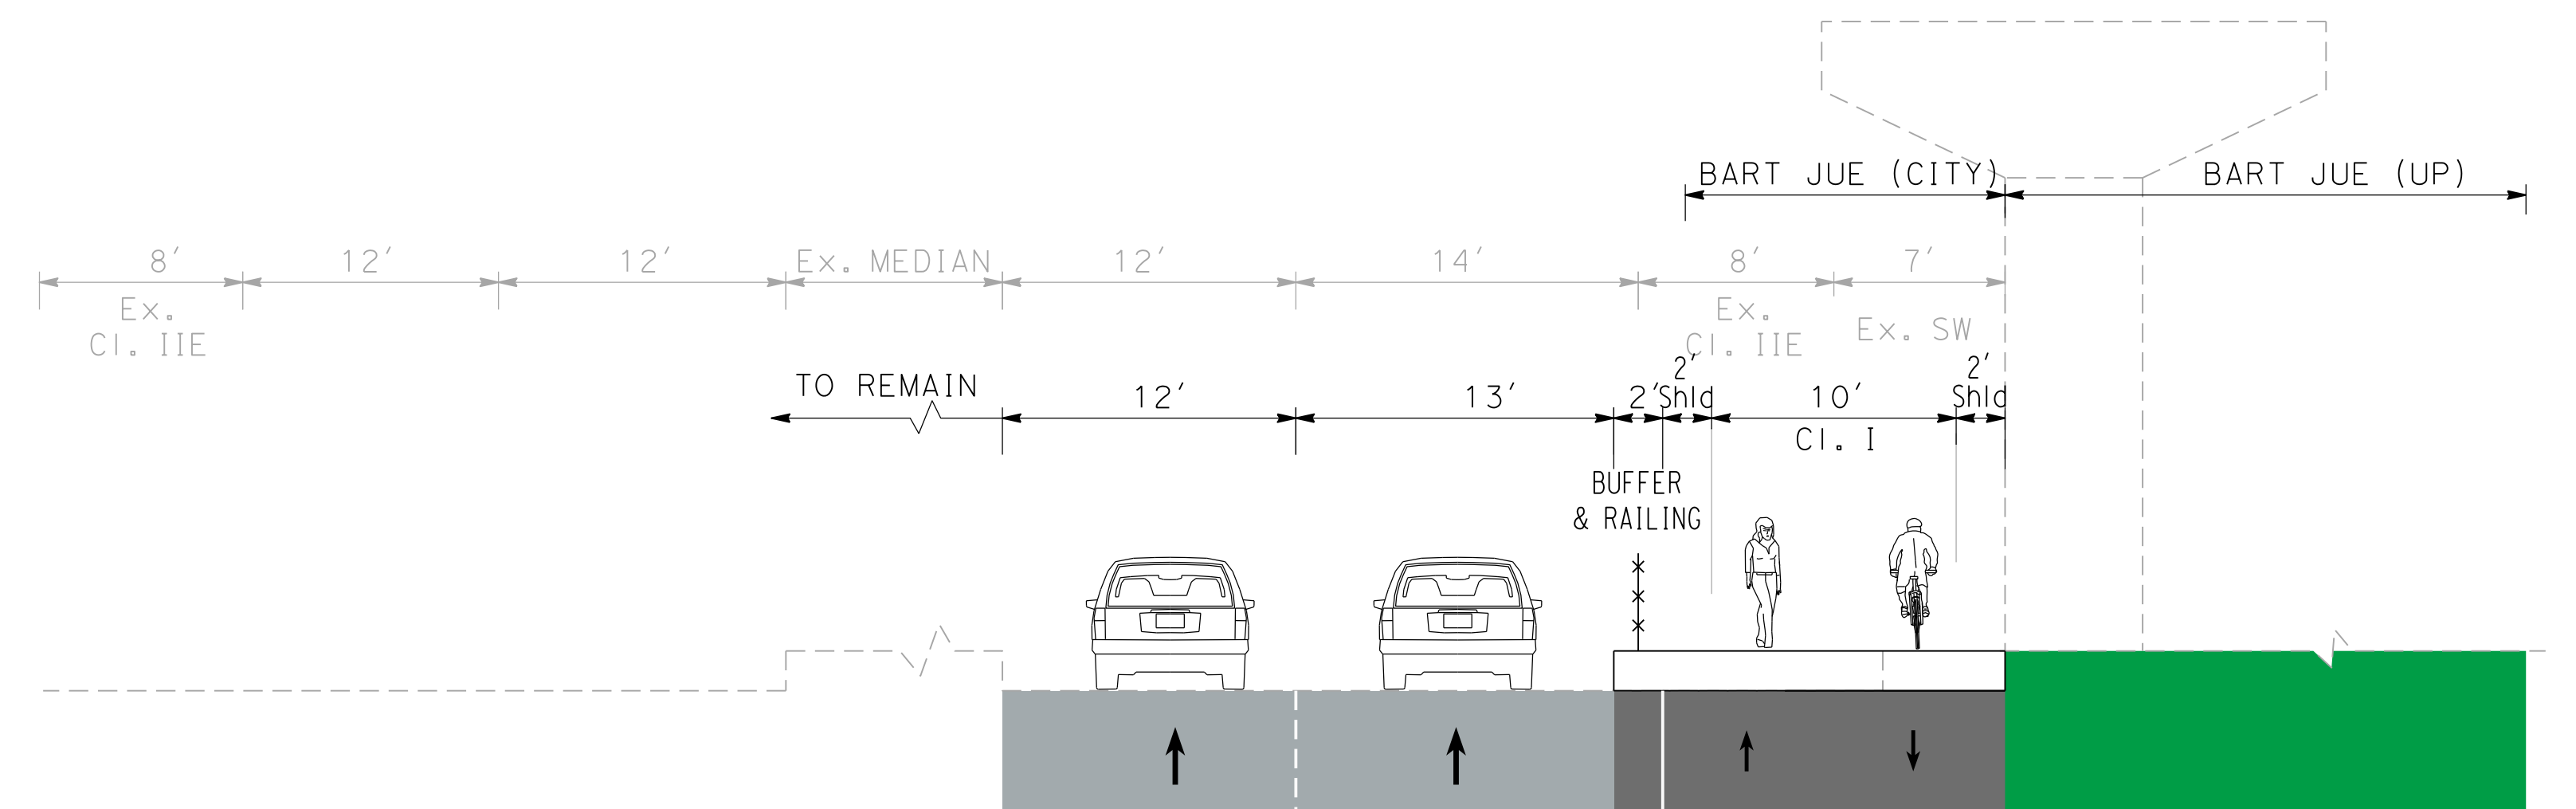 BART JUE (CITY)
BART JUE (UP)
8′
12′
12′
Ex. MEDIAN
12′
14′
8′
7′
Ex.
Cl. IIE
Ex.
Cl. IIE
Ex. SW
TO REMAIN
12′
13′
2′
2′
Shld
10′
Cl. I
2′
Shld
BUFFER
& RAILING